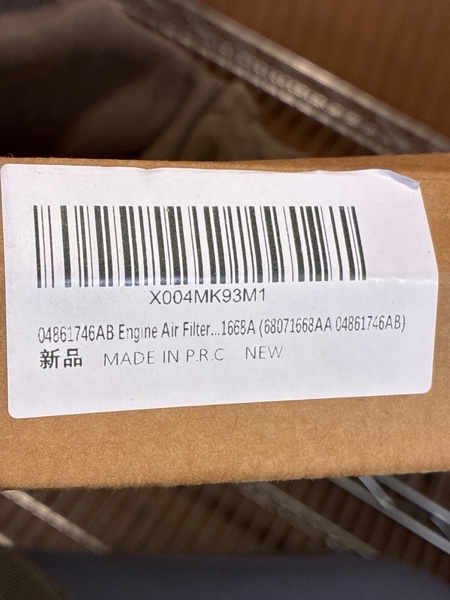 X004MK93M1
04861746AB Engine Air Filter...1668A (68071668AA 04861746AB)
新品 MADE IN P.R.C NEW